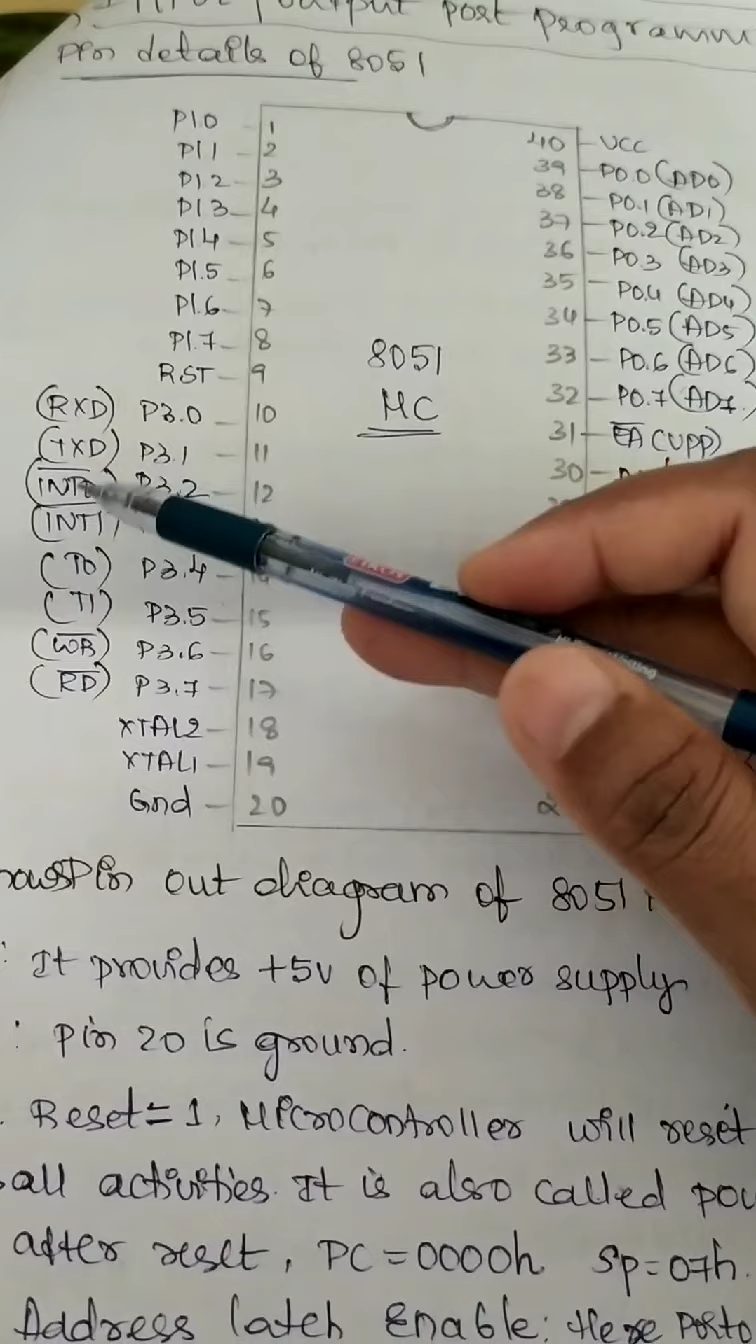 Input / output port programm
Pin details of 8051
P1.0 1
P1.1 2
P1.2 3
P1.3 4
P1.4 5
P1.5 6
P1.6 7
P1.7 8
RST 9
(RXD) P3.0 10
(TXD) P3.1 11
P3.2 12
(INT1)
(T0) P3.4
(T1) P3.5 15
(WR) P3.6 16
(RD) P3.7 17
XTAL2 18
XTAL1 19
Gnd 20
8051
MC
40 VCC
39 P0.0 (AD0)
38 P0.1 (AD1)
37 P0.2 (AD2)
36 P0.3 (AD3)
35 P0.4 (AD4)
34 P0.5 (AD5)
33 P0.6 (AD6)
32 P0.7 (AD7)
31 EA (VPP)
30
Pin out diagram of 8051
: It provides +5v of power supply
: Pin 20 is ground.
Reset = 1, Microcontroller will reset
all activities. It is also called
after reset, PC = 0000h SP = 07h.
Address latch Enable: Here